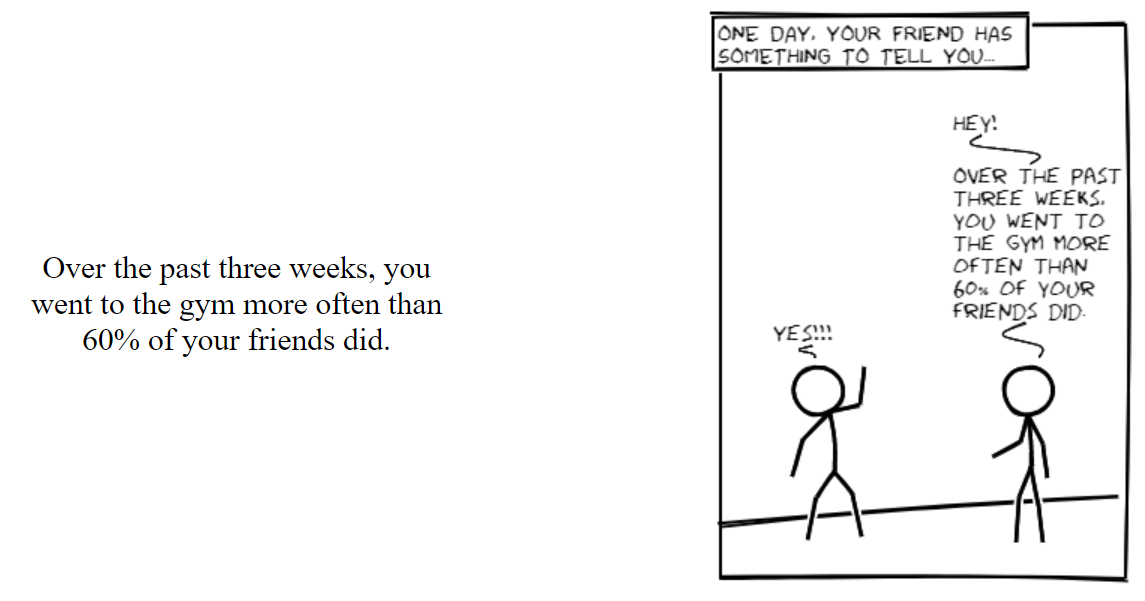 Over the past three weeks, you
went to the gym more often than
60% of your friends did.
ONE DAY, YOUR FRIEND HAS
SOMETHING TO TELL YOU...
HEY!
OVER THE PAST
THREE WEEKS,
YOU WENT TO
THE GYM MORE
OFTEN THAN
60% OF YOUR
FRIENDS DID.
YES!!!